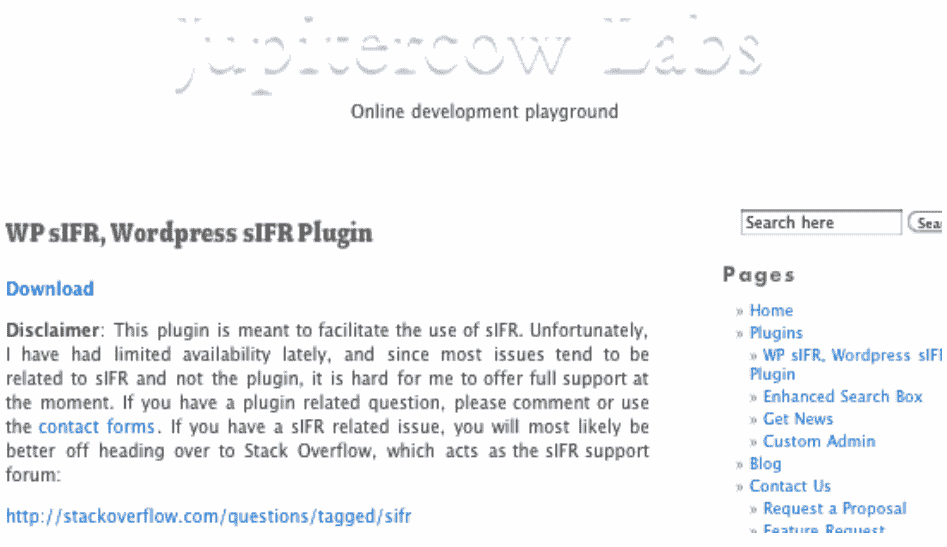 Jupitercow Labs
Online development playground
WP sIFR, Wordpress sIFR Plugin
Download
Disclaimer: This plugin is meant to facilitate the use of sIFR. Unfortunately,
I have had limited availability lately, and since most issues tend to be
related to sIFR and not the plugin, it is hard for me to offer full support at
the moment. If you have a plugin related question, please comment or use
the contact forms. If you have a sIFR related issue, you will most likely be
better off heading over to Stack Overflow, which acts as the sIFR support
forum:
http://stackoverflow.com/questions/tagged/sifr
Search here
Pages
» Home
» Plugins
» WP sIFR, Wordpress
Plugin
» Enhanced Search Box
» Get News
» Custom Admin
» Blog
» Contact Us
» Request a Proposal
» Feature Request